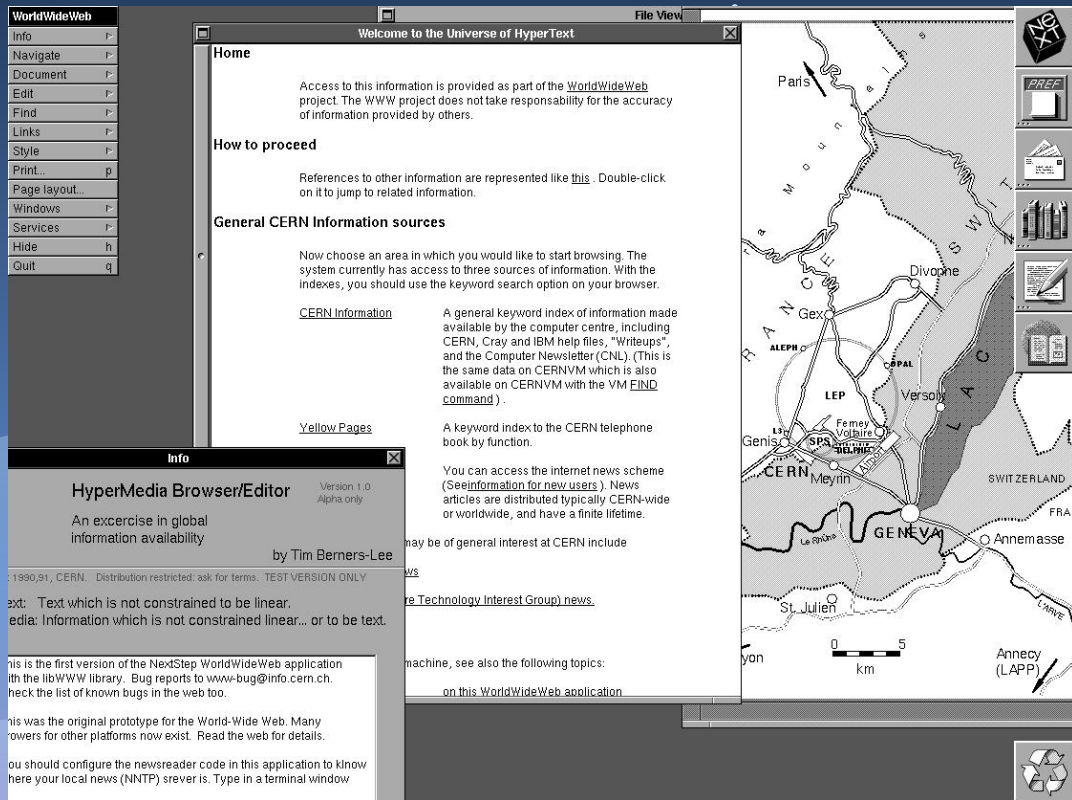 WorldWideWeb
Info
Navigate
Document
Edit
Find
Links
Style
Print... p
Page layout...
Windows
Services
Hide h
Quit q
File View
Welcome to the Universe of HyperText
Home
Access to this information is provided as part of the WorldWideWeb
project. The WWW project does not take responsability for the accuracy
of information provided by others.
How to proceed
References to other information are represented like this . Double-click
on it to jump to related information.
General CERN Information sources
Now choose an area in which you would like to start browsing. The
system currently has access to three sources of information. With the
indexes, you should use the keyword search option on your browser.
CERN Information
A general keyword index of information made
available by the computer centre, including
CERN, Cray and IBM help files, "Writeups",
and the Computer Newsletter (CNL). (This is
the same data on CERNVM which is also
available on CERNVM with the VM FIND
command ) .
Yellow Pages
A keyword index to the CERN telephone
book by function.
You can access the internet news scheme
(Seeinformation for new users ). News
articles are distributed typically CERN-wide
or worldwide, and have a finite lifetime.
may be of general interest at CERN include
ws
re Technology Interest Group) news.
machine, see also the following topics:
on this WorldWideWeb application
Info
HyperMedia Browser/Editor
Version 1.0
Alpha only
An excercise in global
information availability
by Tim Berners-Lee
1990,91, CERN. Distribution restricted: ask for terms. TEST VERSION ONLY
ext: Text which is not constrained to be linear.
edia: Information which is not constrained linear... or to be text.
his is the first version of the NextStep WorldWideWeb application
ith the libWWW library. Bug reports to www-bug@info.cern.ch.
heck the list of known bugs in the web too.
his was the original prototype for the World-Wide Web. Many
rowers for other platforms now exist. Read the web for details.
ou should configure the newsreader code in this application to klnow
here your local news (NNTP) srever is. Type in a terminal window
Paris
Divonne
Gex
ALEPH
OPAL
LEP
Versoix
Ferney
Voltaire
L3
Genis
SPS
DELPHI
Airport
CERN
Meyrin
SWITZERLAND
FRA
Le Rhône
GENEVA
Annemasse
St. Julien
L'ARVE
0 5
km
yon
Annecy
(LAPP)
F R A N C E
S W I T
L A C
NeXT
PREF